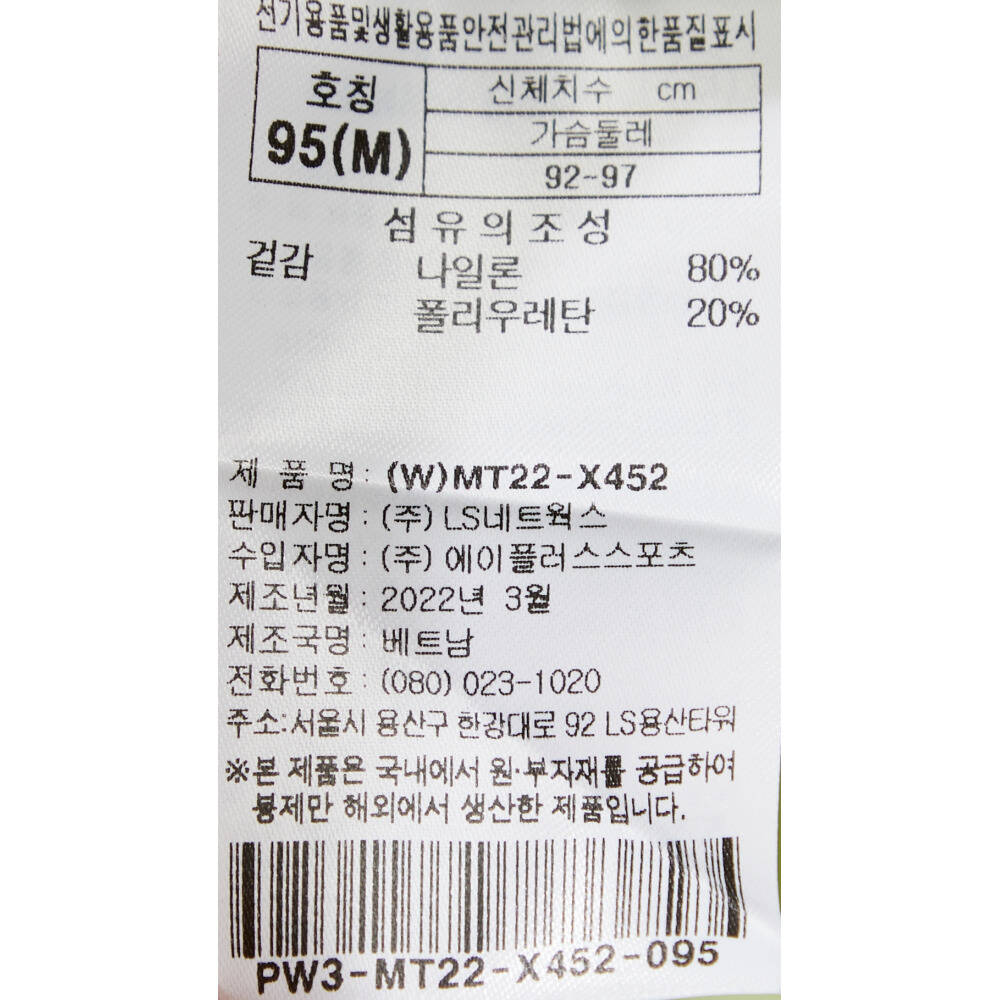 전기용품및생활용품안전관리법에의한품질표시
호칭
95(M)
신체치수 cm
가슴둘레
92-97
섬유의조성
겉감 나일론 80%
폴리우레탄 20%
제 품 명 : (W)MT22-X452
판매자명 : (주) LS네트웍스
수입자명 : (주) 에이플러스스포츠
제조년월 : 2022년 3월
제조국명 : 베트남
전화번호 : (080) 023-1020
주소:서울시 용산구 한강대로 92 LS용산타워
※본 제품은 국내에서 원·부자재를 공급하여
봉제만 해외에서 생산한 제품입니다.
PW3-MT22-X452-095